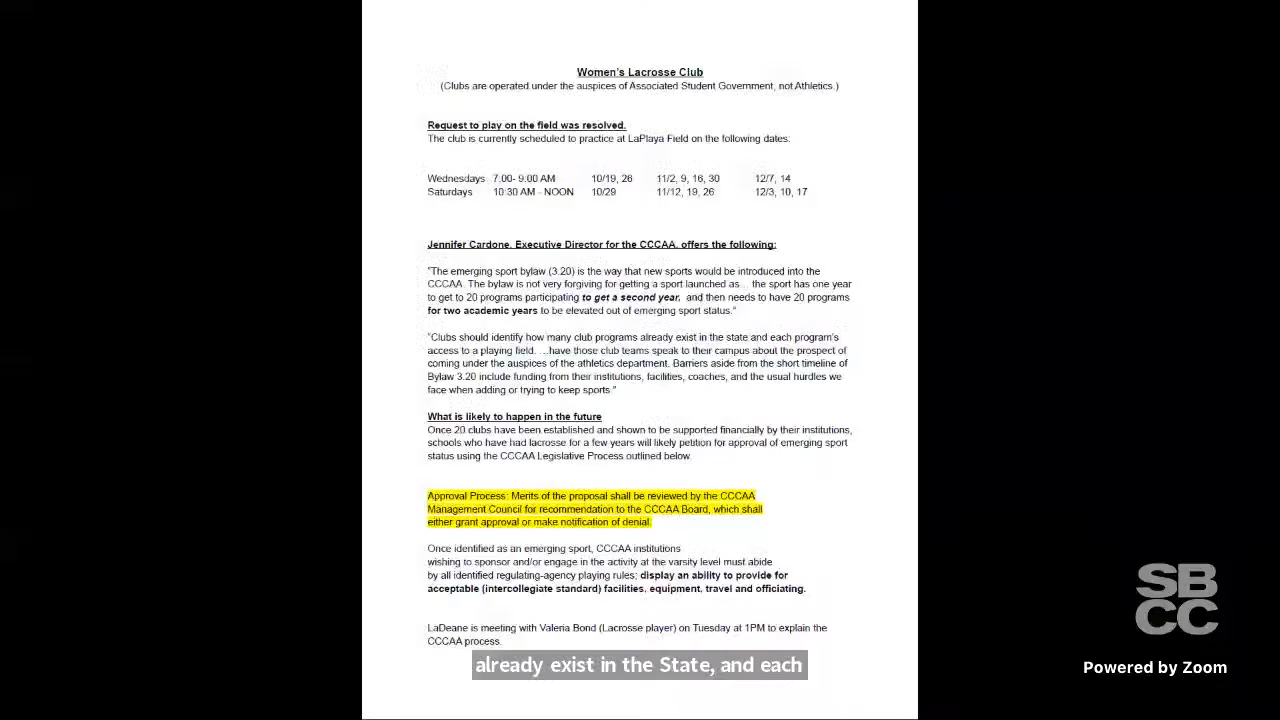 Women's Lacrosse Club
(Clubs are operated under the auspices of Associated Student Government, not Athletics.)
Request to play on the field was resolved.
The club is currently scheduled to practice at LaPlaya Field on the following dates:
Wednesdays 7:00- 9:00 AM 10/19, 26 11/2, 9, 16, 30 12/7, 14
Saturdays 10:30 AM - NOON 10/29 11/12, 19, 26 12/3, 10, 17
Jennifer Cardone, Executive Director for the CCCAA, offers the following:
"The emerging sport bylaw (3.20) is the way that new sports would be introduced into the
CCCAA. The bylaw is not very forgiving for getting a sport launched as... the sport has one year
to get to 20 programs participating to get a second year, and then needs to have 20 programs
for two academic years to be elevated out of emerging sport status."
"Clubs should identify how many club programs already exist in the state and each program's
access to a playing field. ...have those club teams speak to their campus about the prospect of
coming under the auspices of the athletics department. Barriers aside from the short timeline of
Bylaw 3.20 include funding from their institutions, facilities, coaches, and the usual hurdles we
face when adding or trying to keep sports."
What is likely to happen in the future
Once 20 clubs have been established and shown to be supported financially by their institutions,
schools who have had lacrosse for a few years will likely petition for approval of emerging sport
status using the CCCAA Legislative Process outlined below.
Approval Process: Merits of the proposal shall be reviewed by the CCCAA
Management Council for recommendation to the CCCAA Board, which shall
either grant approval or make notification of denial.
Once identified as an emerging sport, CCCAA institutions
wishing to sponsor and/or engage in the activity at the varsity level must abide
by all identified regulating-agency playing rules; display an ability to provide for
acceptable (intercollegiate standard) facilities, equipment, travel and officiating.
LaDeane is meeting with Valeria Bond (Lacrosse player) on Tuesday at 1PM to explain the
CCCAA process.
already exist in the State, and each
SB
CC
Powered by Zoom